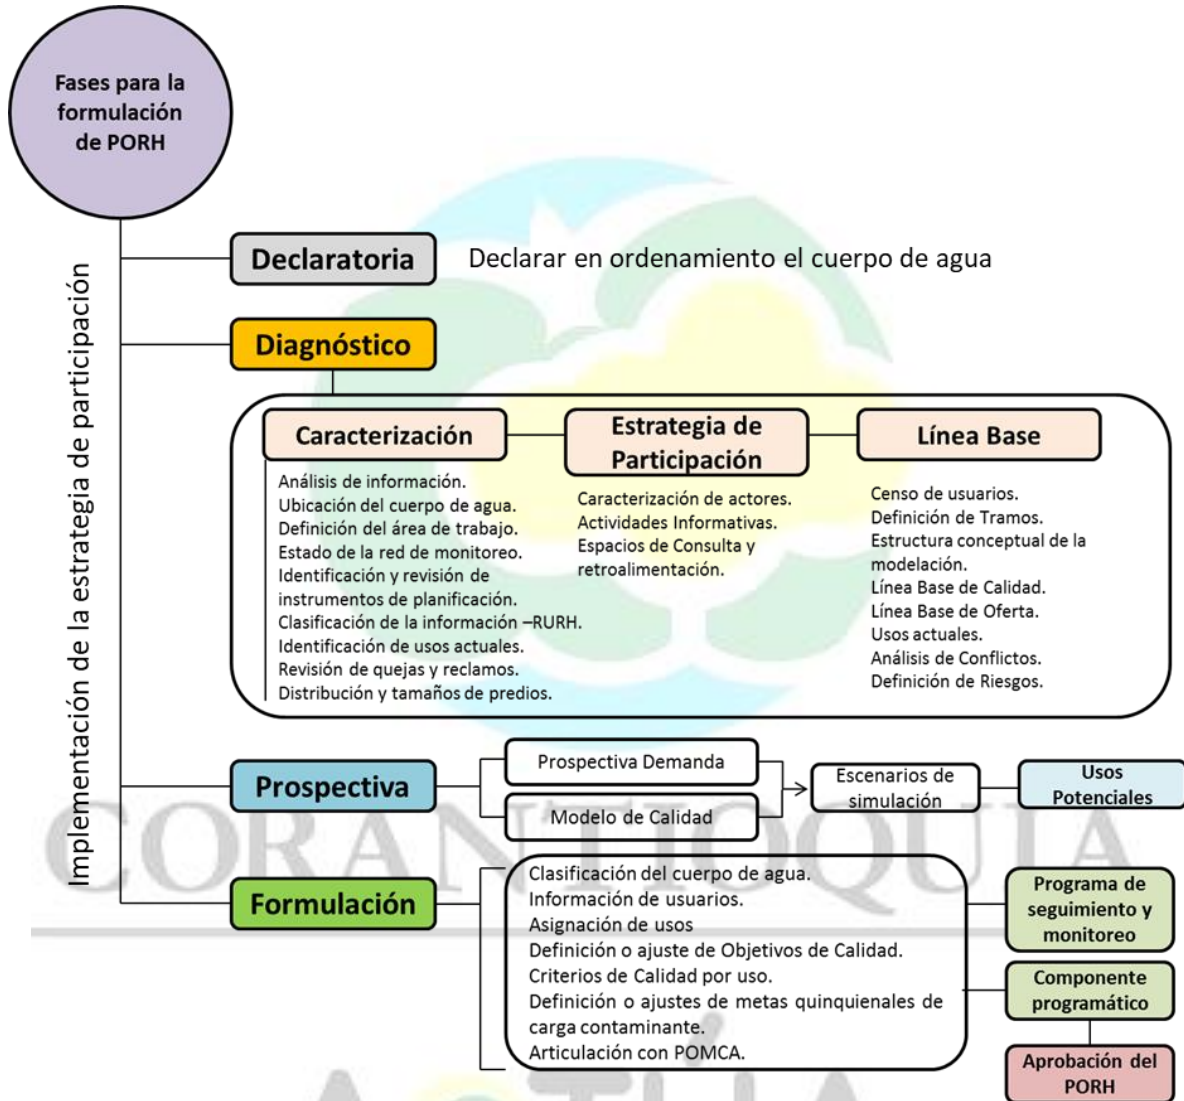 Fases para la
formulación
de PORH
Implementación de la estrategia de participación
Declaratoria
Declarar en ordenamiento el cuerpo de agua
Diagnóstico
Caracterización
Análisis de información.
Ubicación del cuerpo de agua.
Definición del área de trabajo.
Estado de la red de monitoreo.
Identificación y revisión de
instrumentos de planificación.
Clasificación de la información –RURH.
Identificación de usos actuales.
Revisión de quejas y reclamos.
Distribución y tamaños de predios.
Estrategia de
Participación
Caracterización de actores.
Actividades Informativas.
Espacios de Consulta y
retroalimentación.
Línea Base
Censo de usuarios.
Definición de Tramos.
Estructura conceptual de la
modelación.
Línea Base de Calidad.
Línea Base de Oferta.
Usos actuales.
Análisis de Conflictos.
Definición de Riesgos.
Prospectiva
Prospectiva Demanda
Modelo de Calidad
Escenarios de
simulación
Usos
Potenciales
CORANTIOQUIA
Formulación
Clasificación del cuerpo de agua.
Información de usuarios.
Asignación de usos
Definición o ajuste de Objetivos de Calidad.
Criterios de Calidad por uso.
Definición o ajustes de metas quinquienales de
carga contaminante.
Articulación con POMCA.
Programa de
seguimiento y
monitoreo
Componente
programático
Aprobación del
PORH